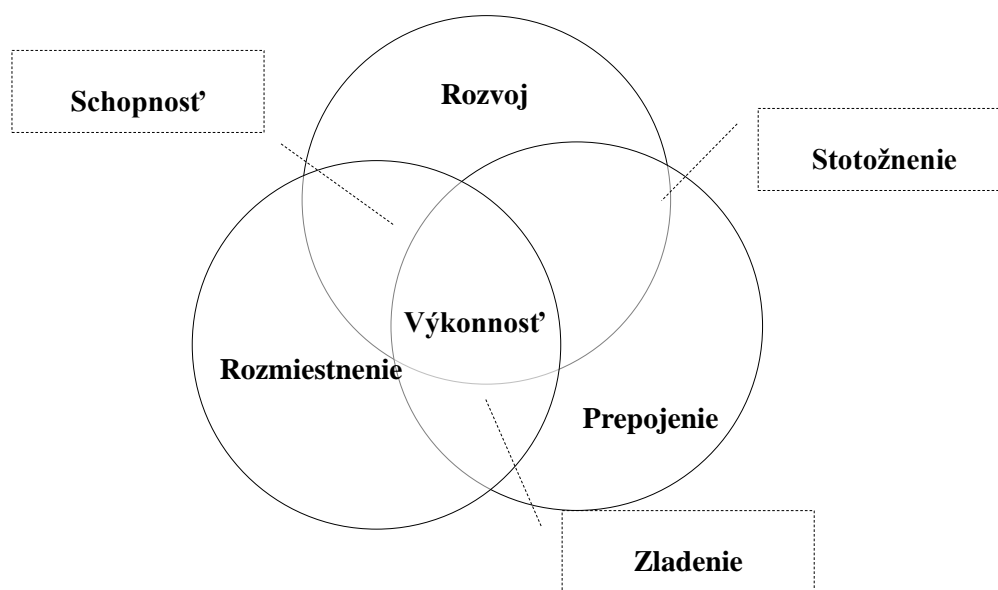 Rozvoj
Schopnosť
Stotožnenie
Výkonnosť
Rozmiestnenie
Prepojenie
Zladenie